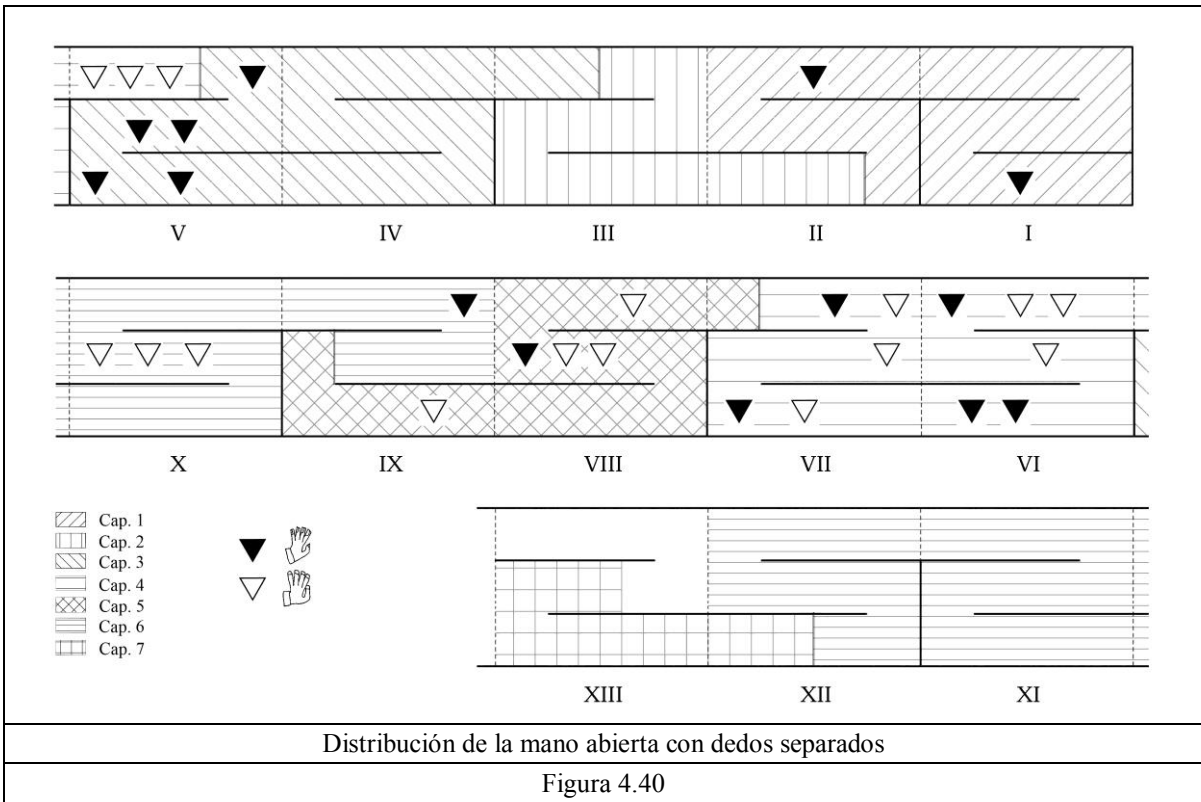 V IV III II I
X IX VIII VII VI
Cap. 1
Cap. 2
Cap. 3
Cap. 4
Cap. 5
Cap. 6
Cap. 7
XIII XII XI
Distribución de la mano abierta con dedos separados
Figura 4.40